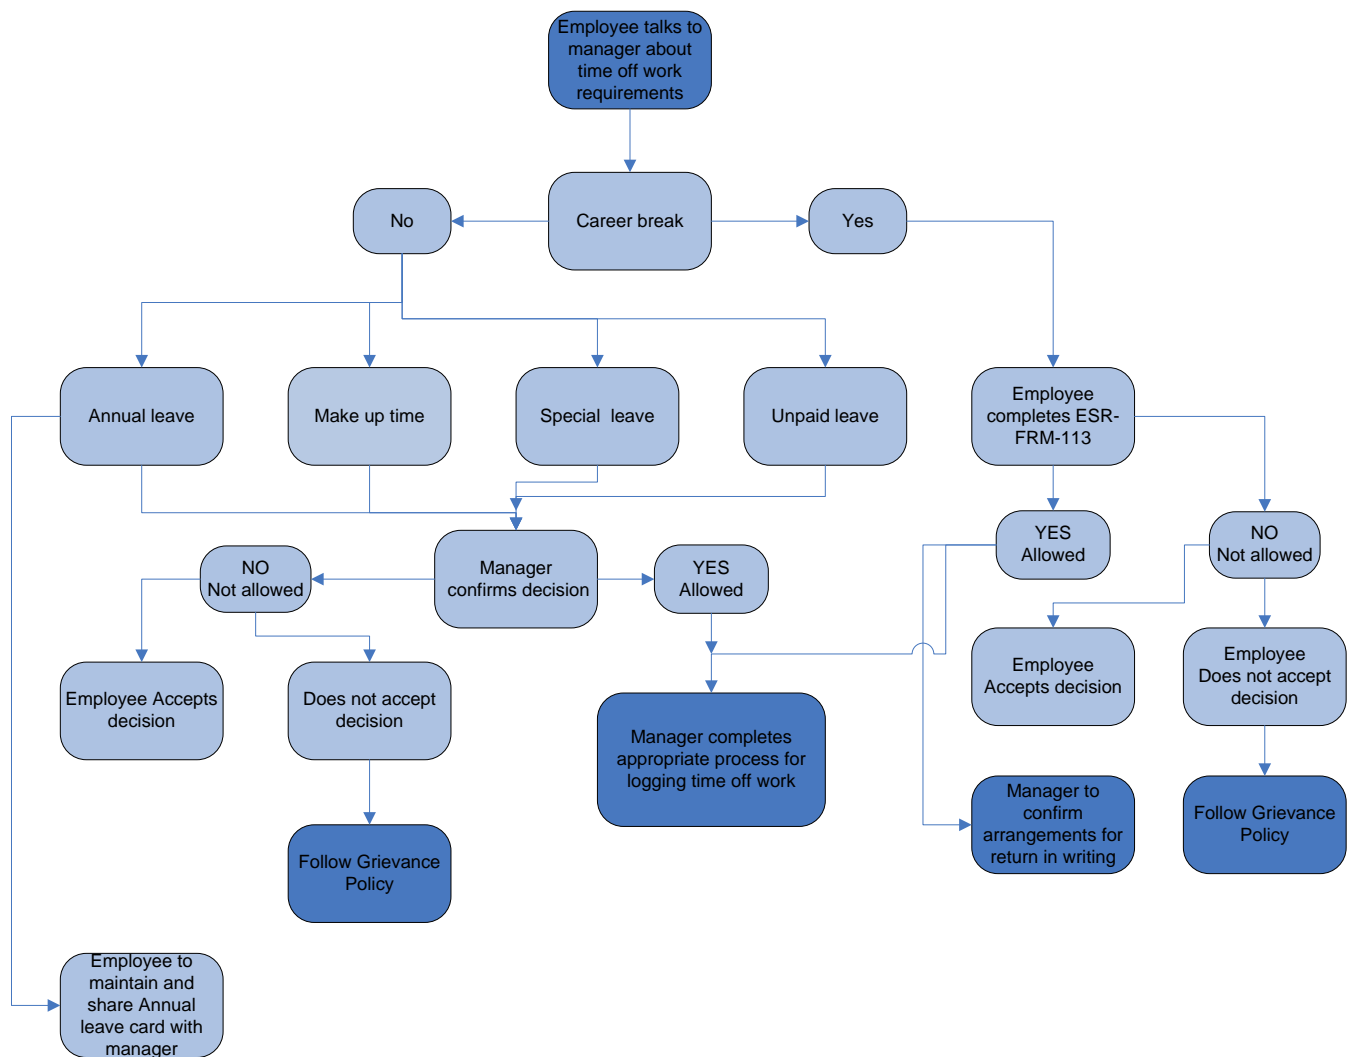 Employee talks to
manager about
time off work
requirements
No
Career break
Yes
Annual leave
Make up time
Special leave
Unpaid leave
Employee
completes ESR-
FRM-113
NO
Not allowed
Manager
confirms decision
YES
Allowed
YES
Allowed
NO
Not allowed
Employee Accepts
decision
Does not accept
decision
Manager completes
appropriate process for
logging time off work
Employee
Accepts decision
Employee
Does not accept
decision
Follow Grievance
Policy
Manager to
confirm
arrangements for
return in writing
Follow Grievance
Policy
Employee to
maintain and
share Annual
leave card with
manager